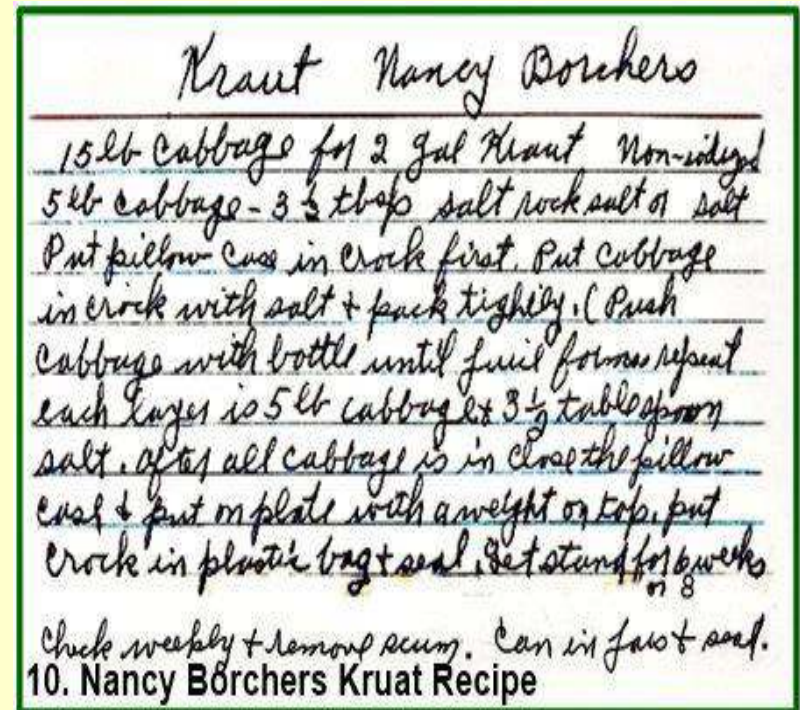 Kraut Nancy Borchers
15 lb Cabbage for 2 gal Kraut Non-iodized
5 lb cabbage - 3 ½ tbsp salt rock salt or salt
Put pillow case in crock first. Put cabbage
in crock with salt + pack tightly. ( Push
cabbage with bottle until juice forms repeat
each layer is 5 lb cabbage + 3 ½ tablespoon
salt. after all cabbage is in close the pillow
case & put on plate with a weight on top. put
crock in plastic bag + seal. Let stand for 6 weeks
or 8
Check weekly + remove scum. Can in jars + seal.
10. Nancy Borchers Kruat Recipe